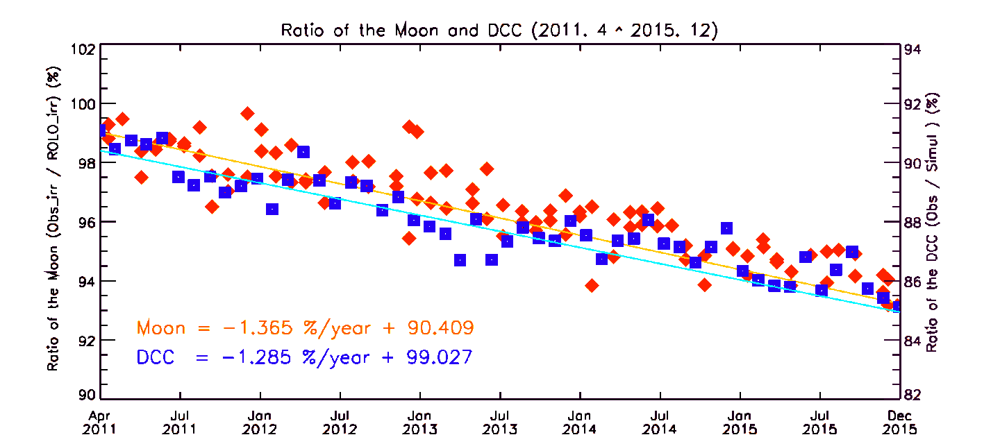 Ratio of the Moon and DCC (2011. 4 ^ 2015. 12)
Ratio of the Moon (Obs_irr / ROLO_irr) (%)
102
100
98
96
94
92
90
94
92
90
88
86
84
82
Ratio of the DCC (Obs / Simul ) (%)
Moon = −1.365 %/year + 90.409
DCC = −1.285 %/year + 99.027
Apr Jul Jan Jul Jan Jul Jan Jul Jan Jul Dec
2011 2011 2012 2012 2013 2013 2014 2014 2015 2015 2015